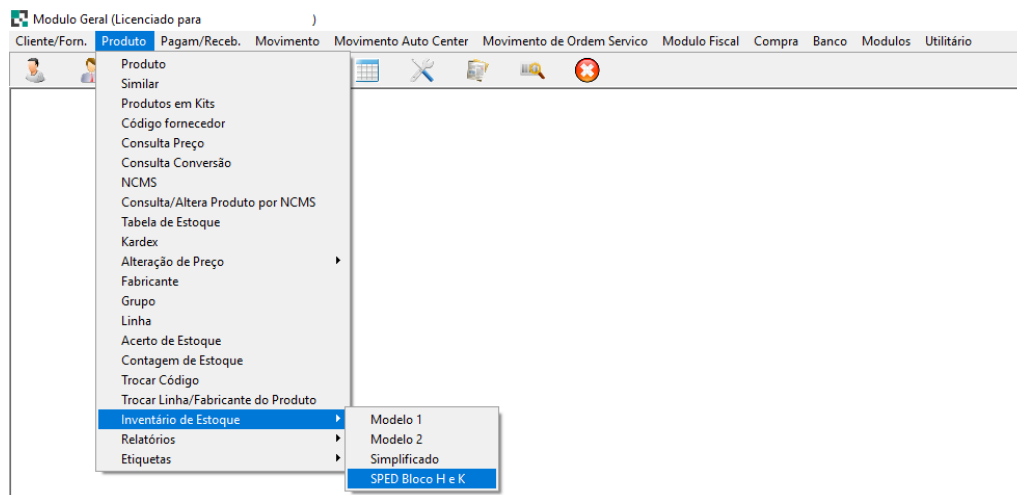 Modulo Geral (Licenciado para )
Cliente/Forn. Produto Pagam/Receb. Movimento Movimento Auto Center Movimento de Ordem Servico Modulo Fiscal Compra Banco Modulos Utilitário
Produto
Similar
Produtos em Kits
Código fornecedor
Consulta Preço
Consulta Conversão
NCMS
Consulta/Altera Produto por NCMS
Tabela de Estoque
Kardex
Alteração de Preço
Fabricante
Grupo
Linha
Acerto de Estoque
Contagem de Estoque
Trocar Código
Trocar Linha/Fabricante do Produto
Inventário de Estoque
Relatórios
Etiquetas
Modelo 1
Modelo 2
Simplificado
SPED Bloco H e K